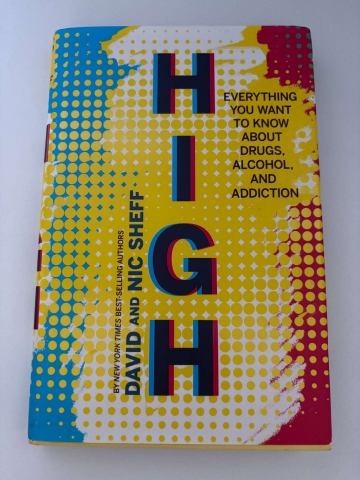 HIGH
EVERYTHING
YOU WANT
TO KNOW
ABOUT
DRUGS,
ALCOHOL,
AND
ADDICTION
BY NEW YORK TIMES BEST-SELLING AUTHORS
DAVID AND NIC SHEFF